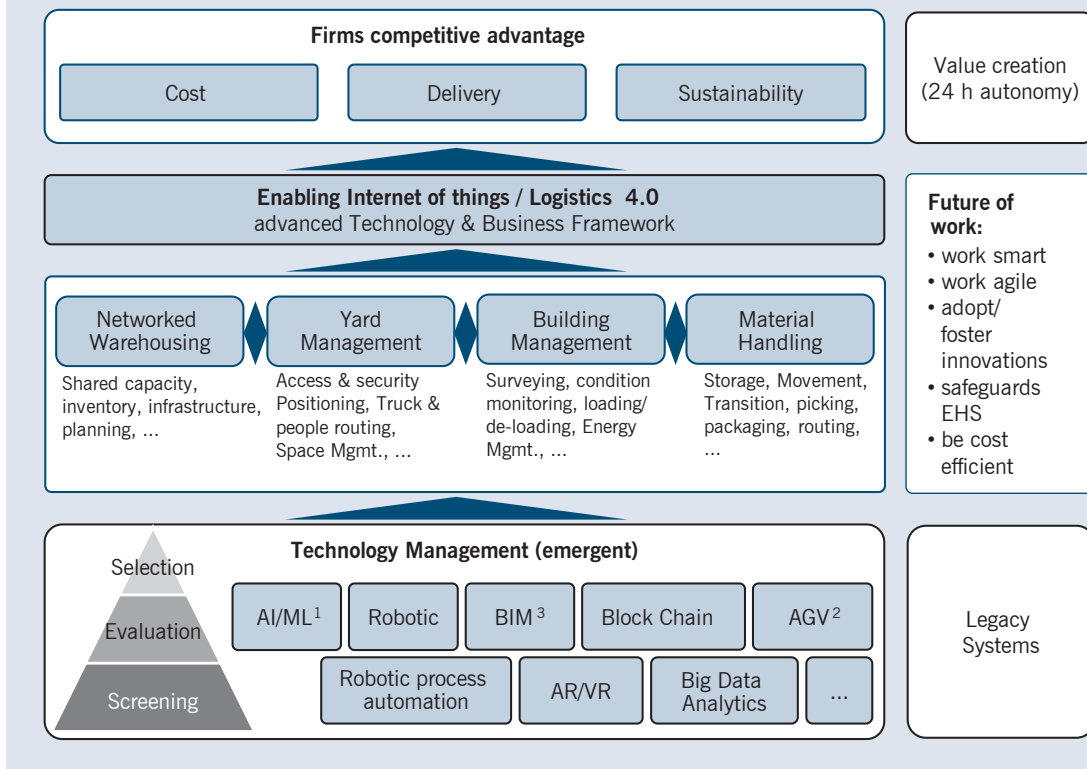 Firms competitive advantage
Cost
Delivery
Sustainability
Value creation
(24 h autonomy)
Enabling Internet of things / Logistics 4.0
advanced Technology & Business Framework
Networked
Warehousing
Yard
Management
Building
Management
Material
Handling
Shared capacity,
inventory, infrastructure,
planning, ...
Access & security
Positioning, Truck &
people routing,
Space Mgmt., ...
Surveying, condition
monitoring, loading/
de-loading, Energy
Mgmt., ...
Storage, Movement,
Transition, picking,
packaging, routing,
...
Future of
work:
• work smart
• work agile
• adopt/
foster
innovations
• safeguards
EHS
• be cost
efficient
Technology Management (emergent)
Selection
Evaluation
Screening
AI/ML¹
Robotic
BIM³
Block Chain
AGV²
Robotic process
automation
AR/VR
Big Data
Analytics
...
Legacy
Systems